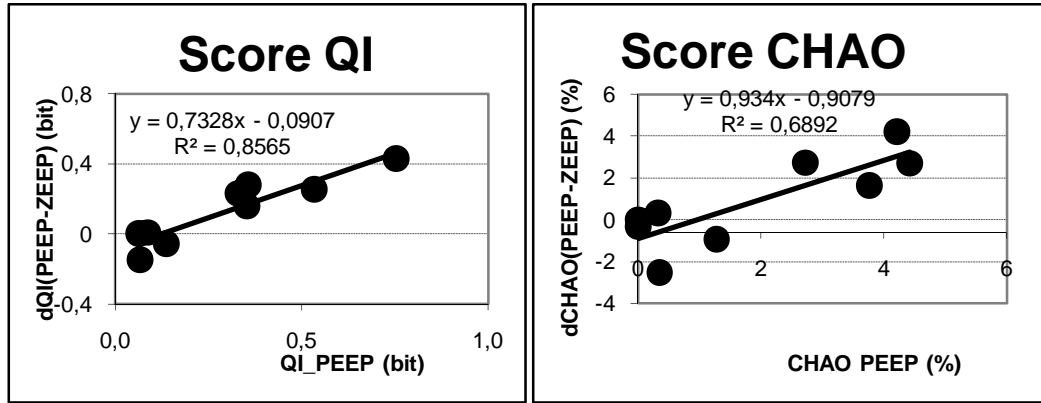 Score QI
dQI(PEEP-ZEEP) (bit)
0,8
0,4
0
-0,4
y = 0,7328x - 0,0907
R² = 0,8565
0,0
0,5
1,0
QI_PEEP (bit)
Score CHAO
dCHAO(PEEP-ZEEP) (%)
6
4
2
0
-2
-4
y = 0,934x - 0,9079
R² = 0,6892
0
2
4
6
CHAO PEEP (%)